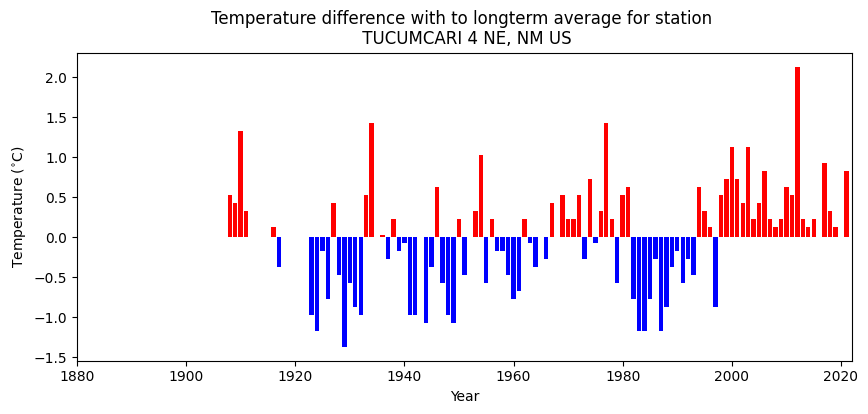 Temperature difference with to longterm average for station
TUCUMCARI 4 NE, NM US
Temperature (°C)
2.0
1.5
1.0
0.5
0.0
−0.5
−1.0
−1.5
1880 1900 1920 1940 1960 1980 2000 2020
Year